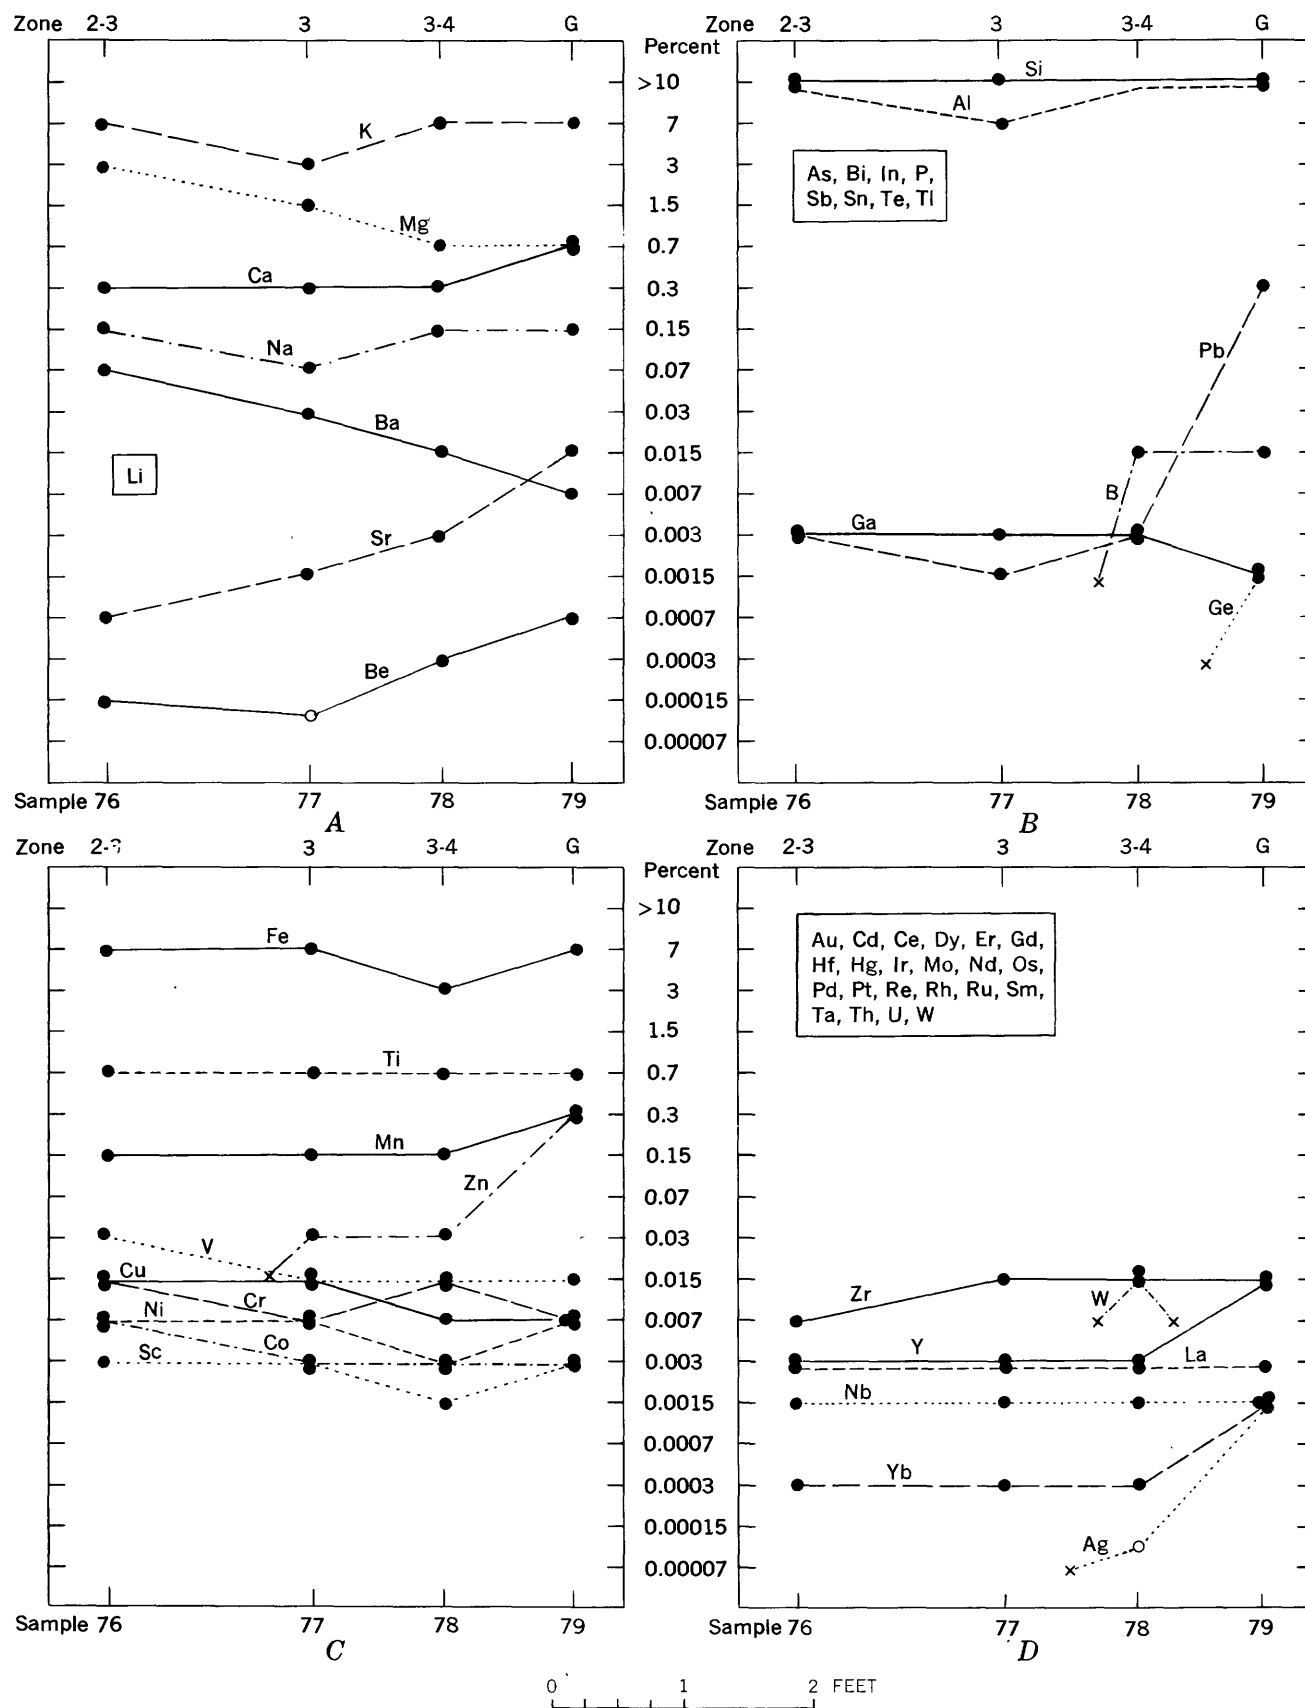 Zone 2-3 3 3-4 G
Percent
>10
7
3
1.5
0.7
0.3
0.15
0.07
0.03
0.015
0.007
0.003
0.0015
0.0007
0.0003
0.00015
0.00007
K
Mg
Ca
Na
Ba
Li
Sr
Be
Sample 76 77 78 79
A
Zone 2-3 3 3-4 G
Si
Al
As, Bi, In, P,
Sb, Sn, Te, Tl
Pb
B
Ga
Ge
Sample 76 77 78 79
B
Zone 2-3 3 3-4 G
Percent
>10
7
3
1.5
0.7
0.3
0.15
0.07
0.03
0.015
0.007
0.003
0.0015
0.0007
0.0003
0.00015
0.00007
Fe
Ti
Mn
Zn
V
Cu
Cr
Ni
Co
Sc
Sample 76 77 78 79
C
Zone 2-3 3 3-4 G
Au, Cd, Ce, Dy, Er, Gd,
Hf, Hg, Ir, Mo, Nd, Os,
Pd, Pt, Re, Rh, Ru, Sm,
Ta, Th, U, W
Zr
W
Y
La
Nb
Yb
Ag
Sample 76 77 78 79
D
0 1 2 FEET